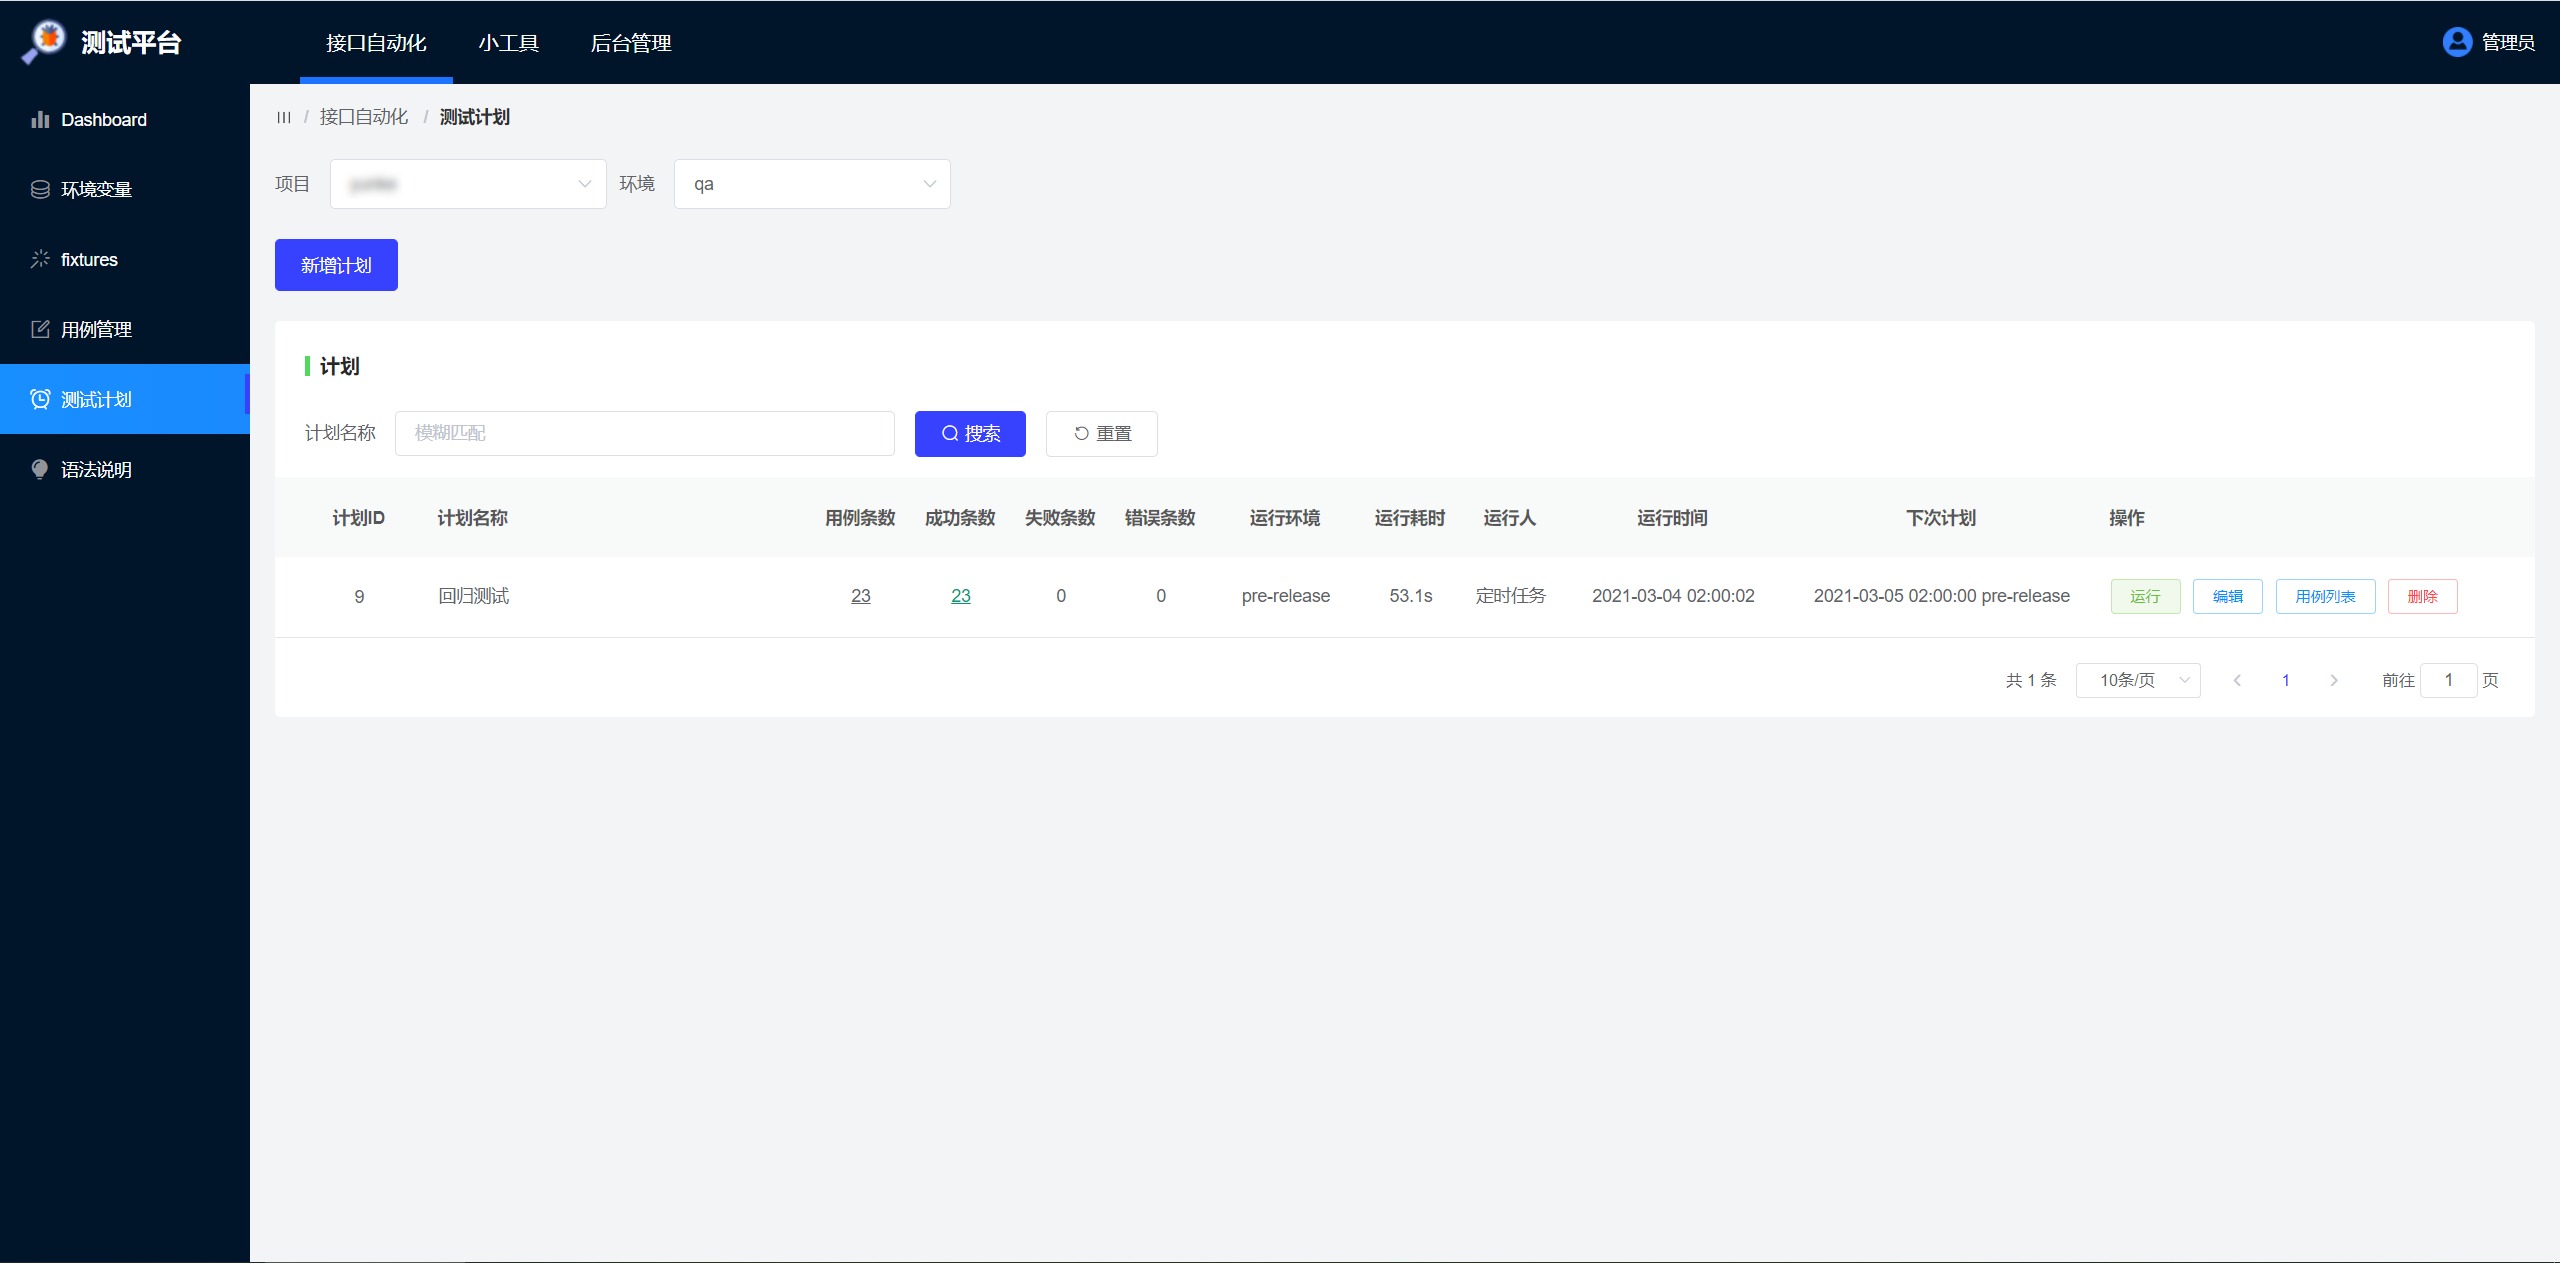 测试平台
接口自动化 小工具 后台管理 管理员
Dashboard
环境变量
fixtures
用例管理
测试计划
语法说明
/ 接口自动化 / 测试计划
项目 环境 qa
新增计划
计划
计划名称 模糊匹配 搜索 重置
计划ID 计划名称 用例条数 成功条数 失败条数 错误条数 运行环境 运行耗时 运行人 运行时间 下次计划 操作
9 回归测试 23 23 0 0 pre-release 53.1s 定时任务 2021-03-04 02:00:02 2021-03-05 02:00:00 pre-release 运行 编辑 用例列表 删除
共 1 条 10条/页 1 前往 1 页